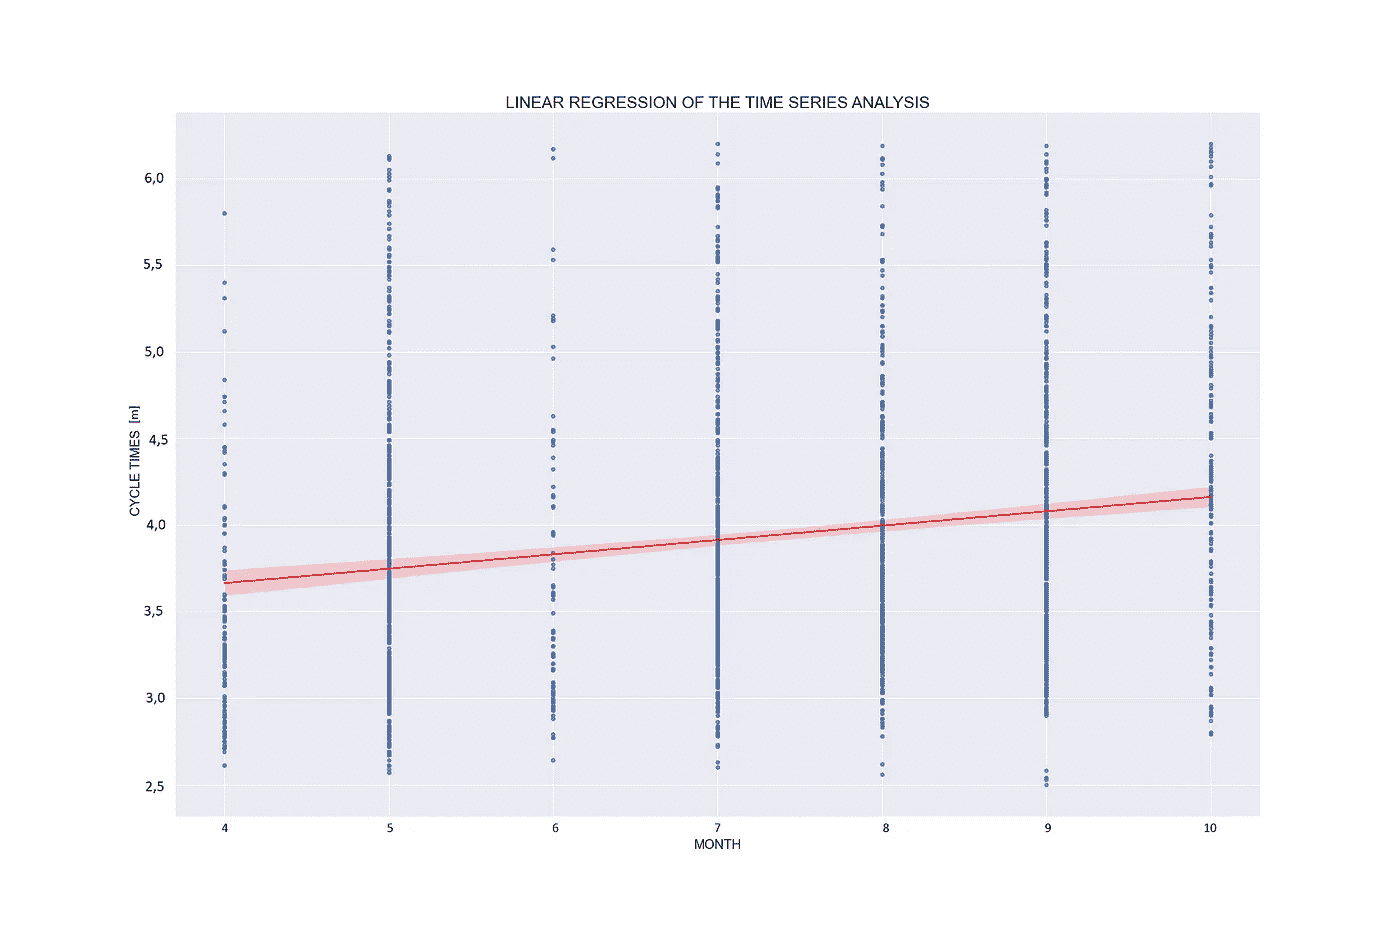 LINEAR REGRESSION OF THE TIME SERIES ANALYSIS
6,0
5,5
5,0
4,5
4,0
3,5
3,0
2,5
CYCLE TIMES [m]
4 5 6 7 8 9 10
MONTH